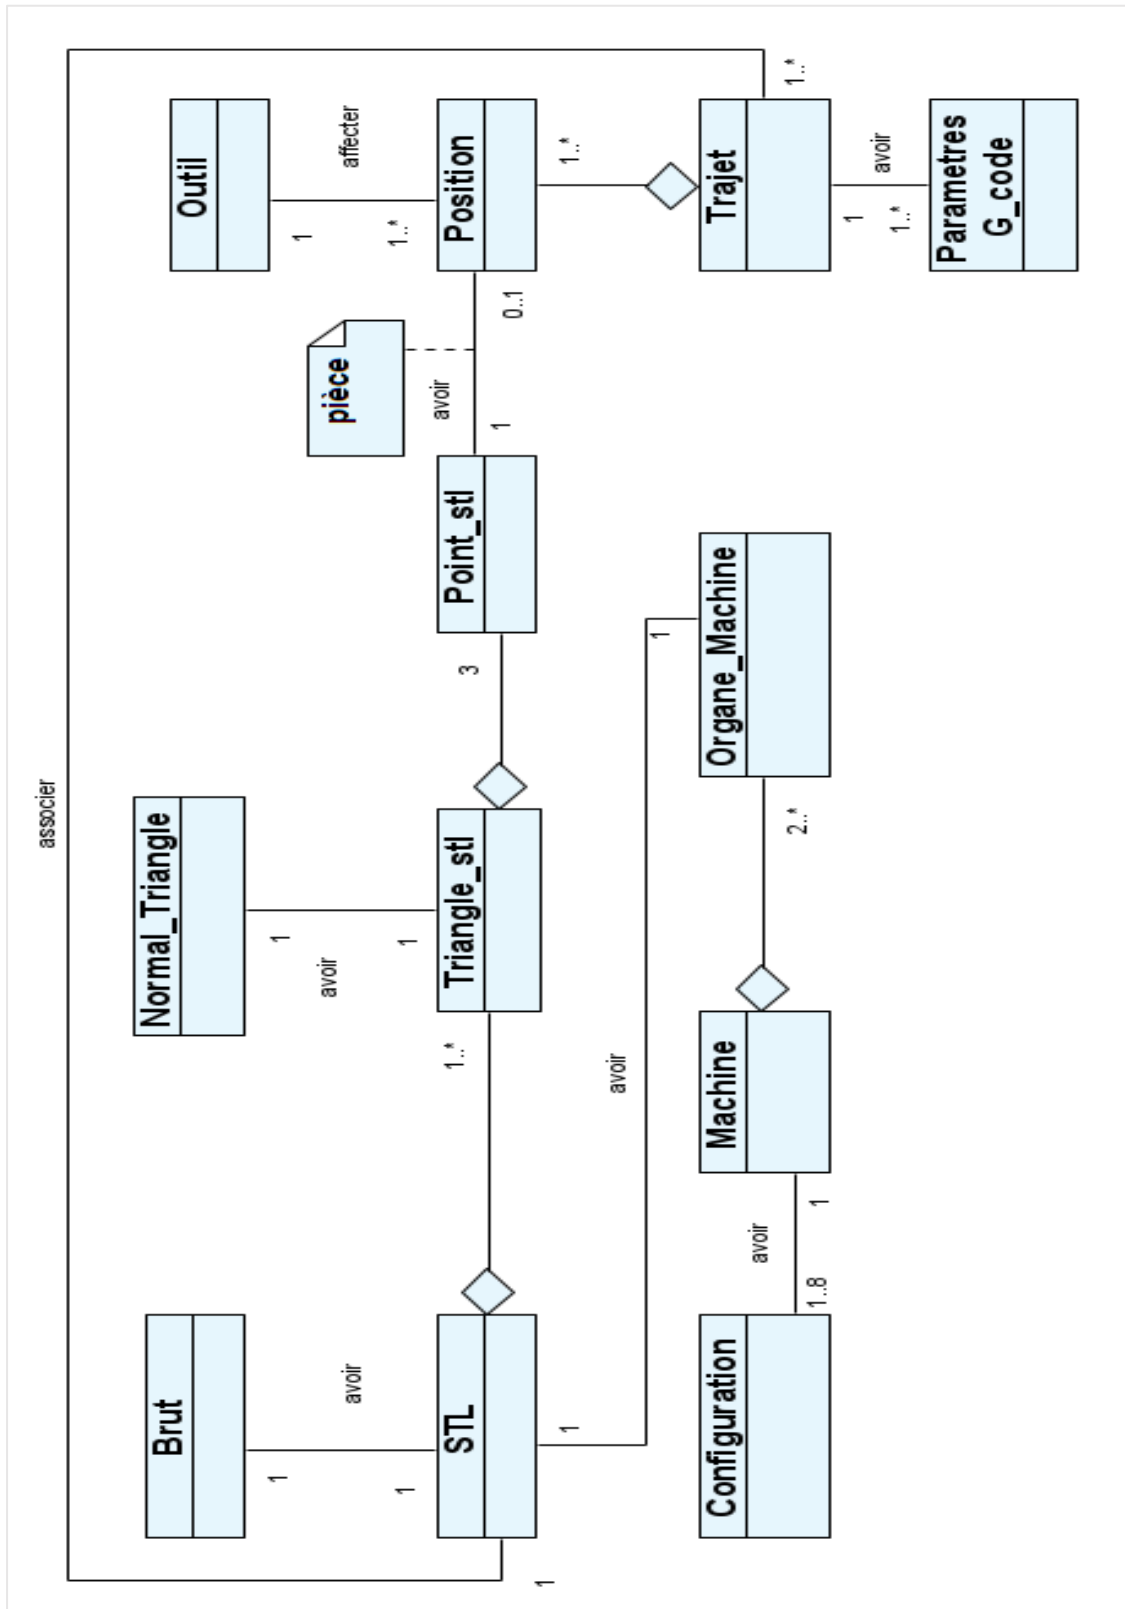 associer
Brut
Normal_Triangle
Outil
1
1
1
avoir
avoir
pièce
affecter
1
1
1..*
avoir
STL
1..*
Triangle_stl
3
Point_stl
1
Position
0..1
1
1
1..*
avoir
1
Configuration
avoir
Machine
Organe_Machine
Trajet
1..8
1
2..*
1..*
1
avoir
1..*
Parametres
G_code